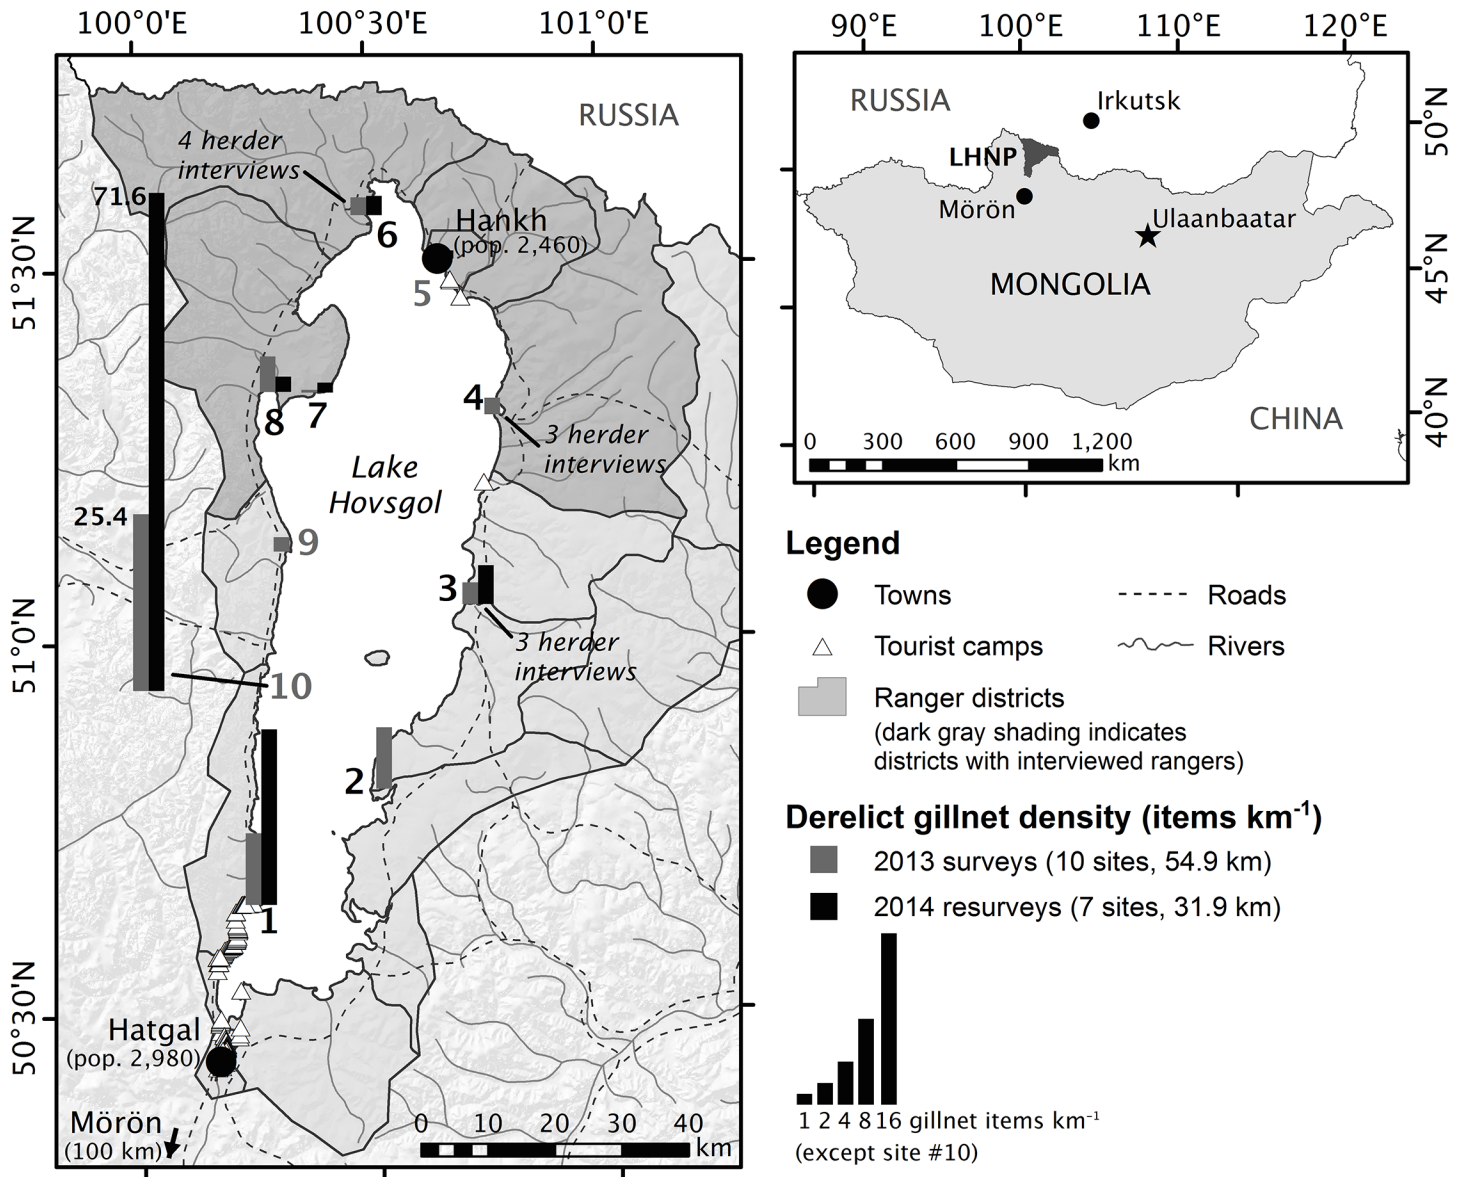 100°0'E
100°30'E
101°0'E
51°30'N
51°0'N
50°30'N
RUSSIA
4 herder
interviews
71.6
6
Hankh
(pop. 2,460)
5
4
3 herder
interviews
8
7
Lake
Hovsgol
25.4
9
3
3 herder
interviews
10
2
1
Hatgal
(pop. 2,980)
Mörön
(100 km)
0 10 20 30 40
km
90°E
100°E
110°E
120°E
50°N
45°N
40°N
RUSSIA
Irkutsk
LHNP
Mörön
Ulaanbaatar
MONGOLIA
CHINA
0 300 600 900 1,200
km
Legend
Towns
Roads
Tourist camps
Rivers
Ranger districts
(dark gray shading indicates
districts with interviewed rangers)
Derelict gillnet density (items km⁻¹)
2013 surveys (10 sites, 54.9 km)
2014 resurveys (7 sites, 31.9 km)
1 2 4 8 16 gillnet items km⁻¹
(except site #10)